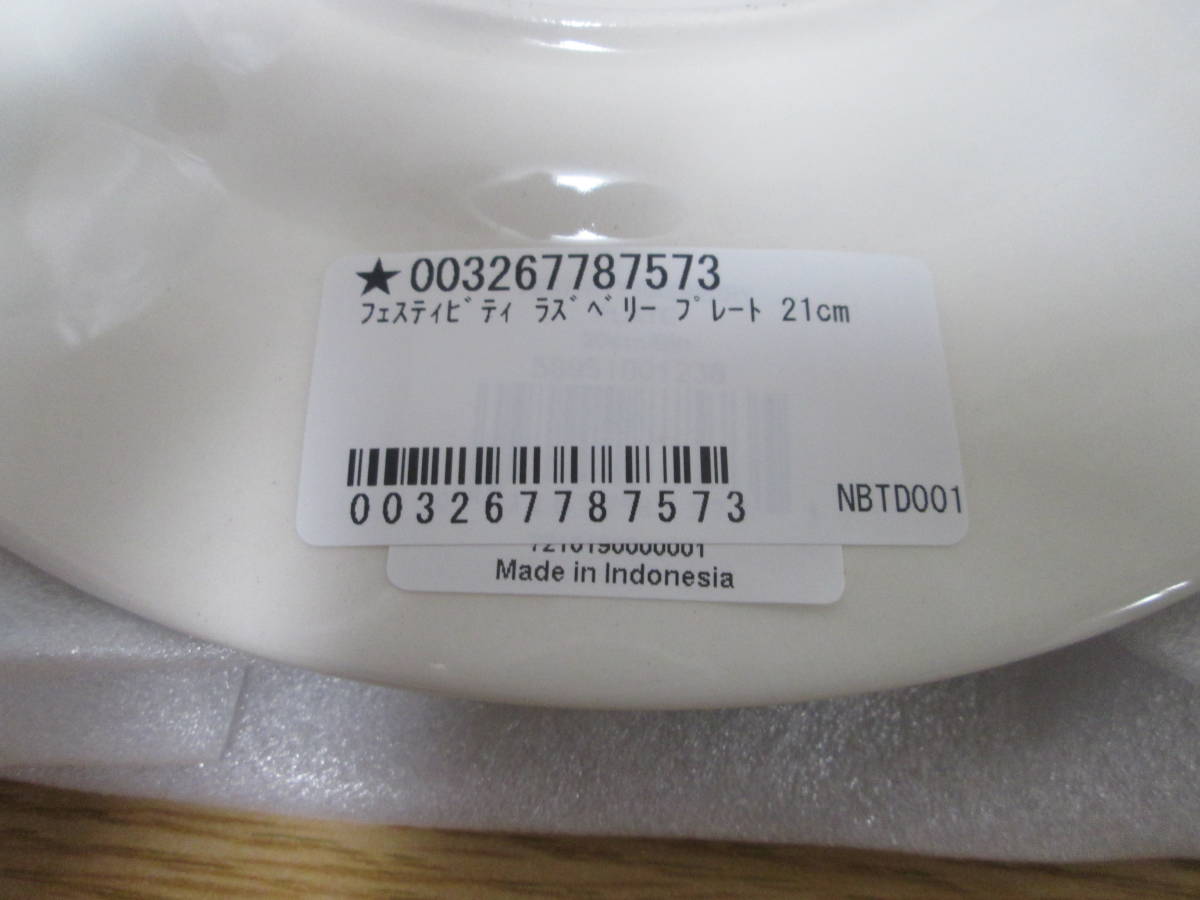 ★003267787573
ﾌｪｽﾃｨﾋﾞﾃｨ ﾗｽﾞﾍﾞﾘｰ ﾌﾟﾚｰﾄ 21cm
003267787573
NBTD001
Made in Indonesia